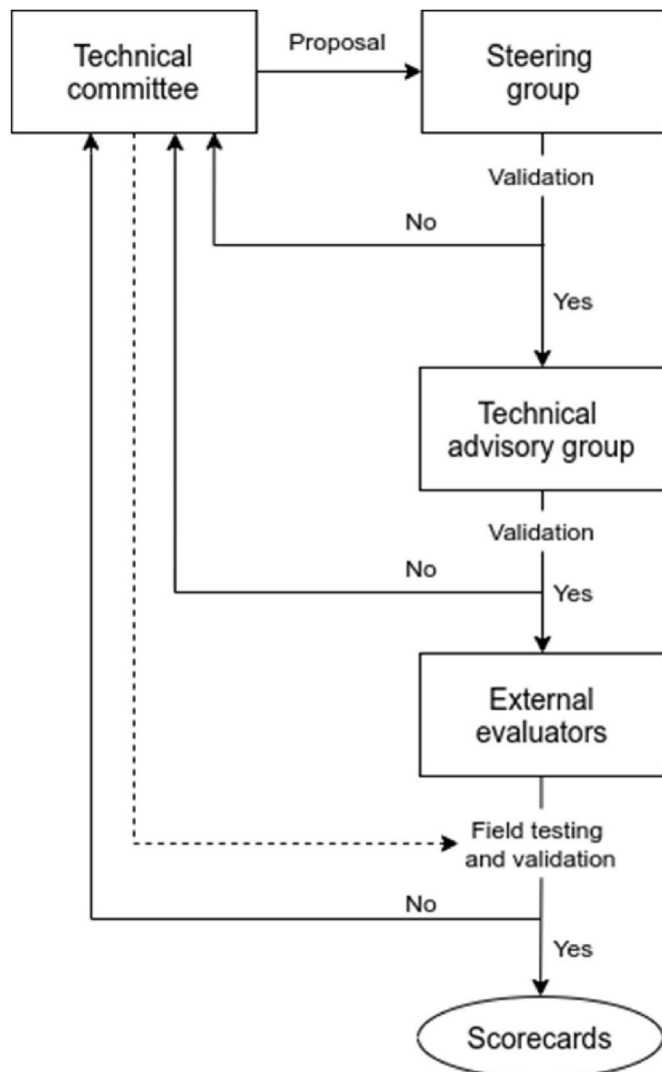 Technical
committee
Proposal
Steering
group
Validation
No
Yes
Technical
advisory group
Validation
No
Yes
External
evaluators
Field testing
and validation
No
Yes
Scorecards